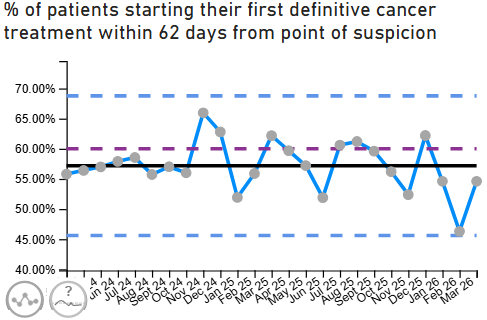 % of patients starting their first definitive cancer
treatment within 62 days from point of suspicion
70.00%
65.00%
60.00%
55.00%
50.00%
45.00%
40.00%
Jul 24
Aug 24
Sept 24
Oct 24
Nov 24
Dec 24
Jan 25
Feb 25
Mar 25
Apr 25
May 25
Jun 25
Jul 25
Aug 25
Sept 25
Oct 25
Nov 25
Dec 25
Jan 26
Feb 26
Mar 26
?